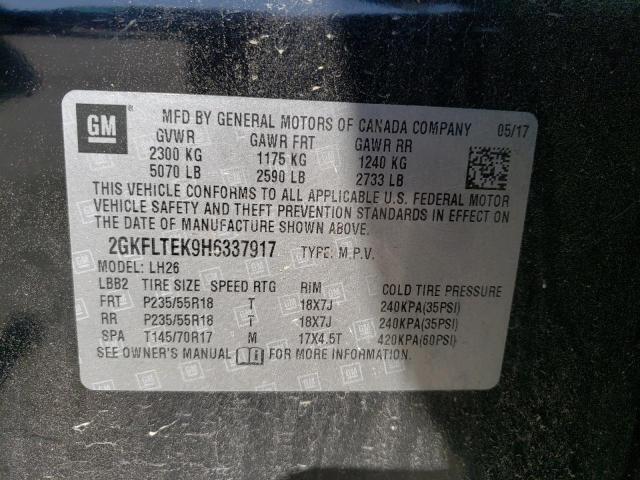 GM
MFD BY GENERAL MOTORS OF CANADA COMPANY 05/17
GVWR GAWR FRT GAWR RR
2300 KG 1175 KG 1240 KG
5070 LB 2590 LB 2733 LB
THIS VEHICLE CONFORMS TO ALL APPLICABLE U.S. FEDERAL MOTOR
VEHICLE SAFETY AND THEFT PREVENTION STANDARDS IN EFFECT ON
THE DATE OF MANUFACTURE SHOWN ABOVE.
2GKFLTEK9H6337917 TYPE: M.P.V.
MODEL: LH26
LBB2 TIRE SIZE SPEED RTG RIM COLD TIRE PRESSURE
FRT P235/55R18 T 18X7J 240KPA(35PSI)
RR P235/55R18 T 18X7J 240KPA(35PSI)
SPA T145/70R17 M 17X4.5T 420KPA(60PSI)
SEE OWNER'S MANUAL FOR MORE INFORMATION.